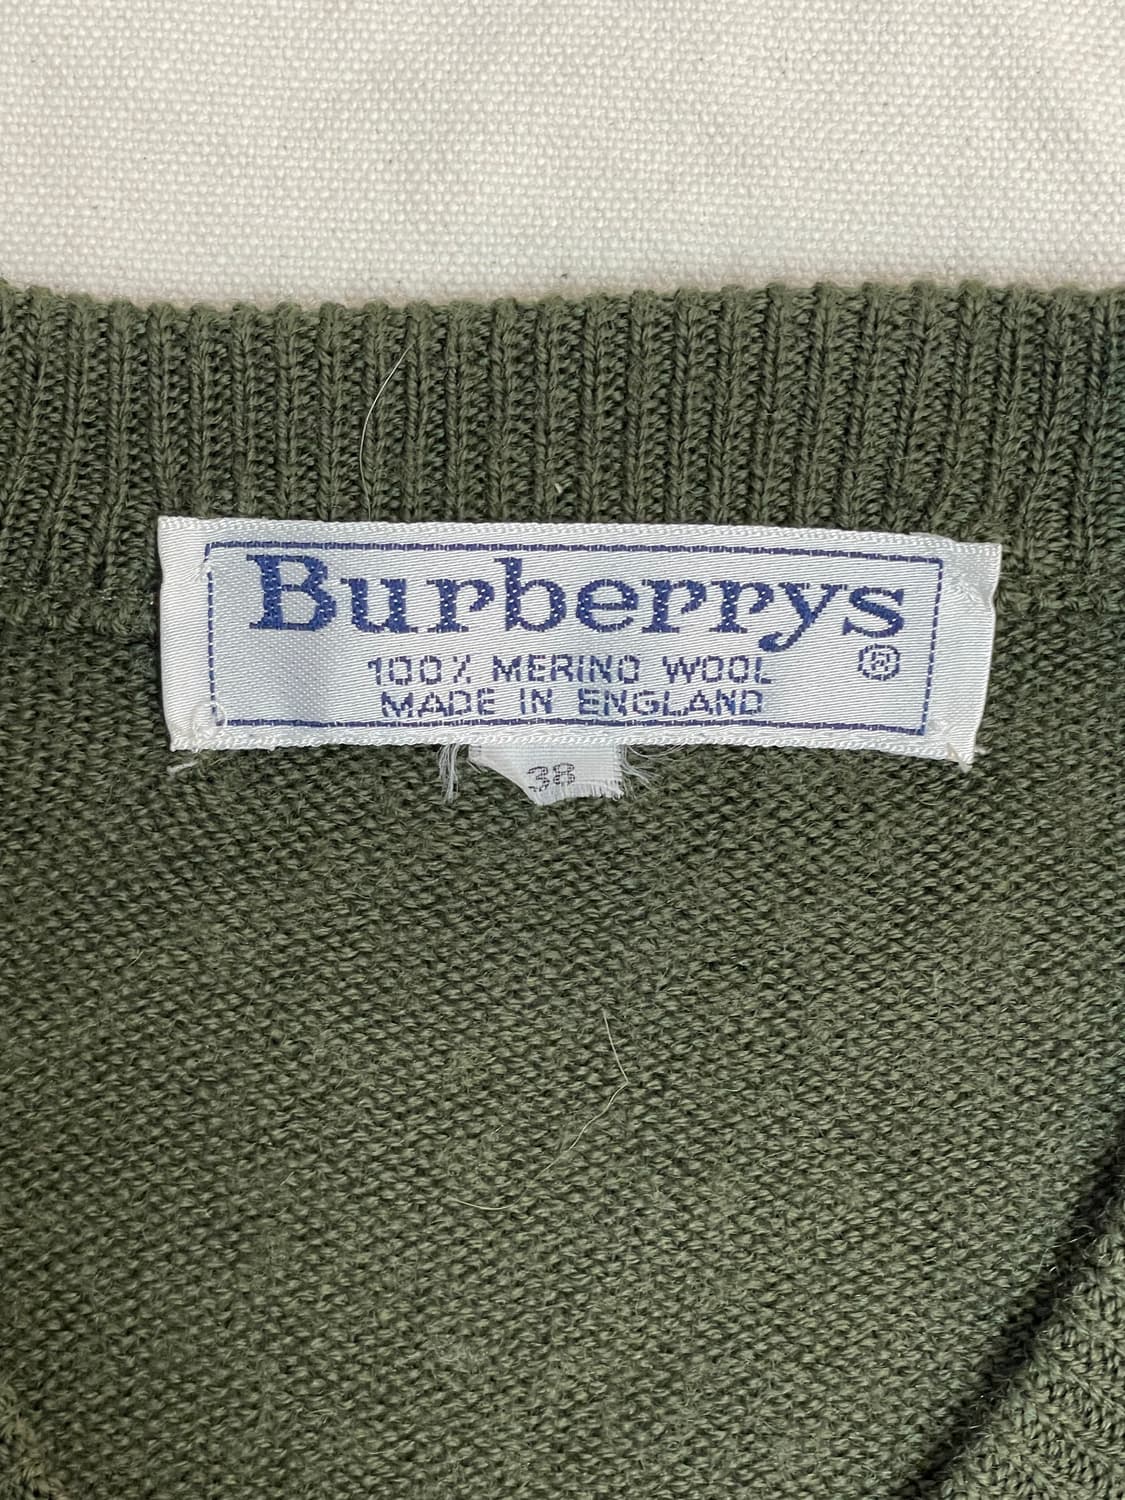 Burberrys
®
100% MERINO WOOL
MADE IN ENGLAND
38